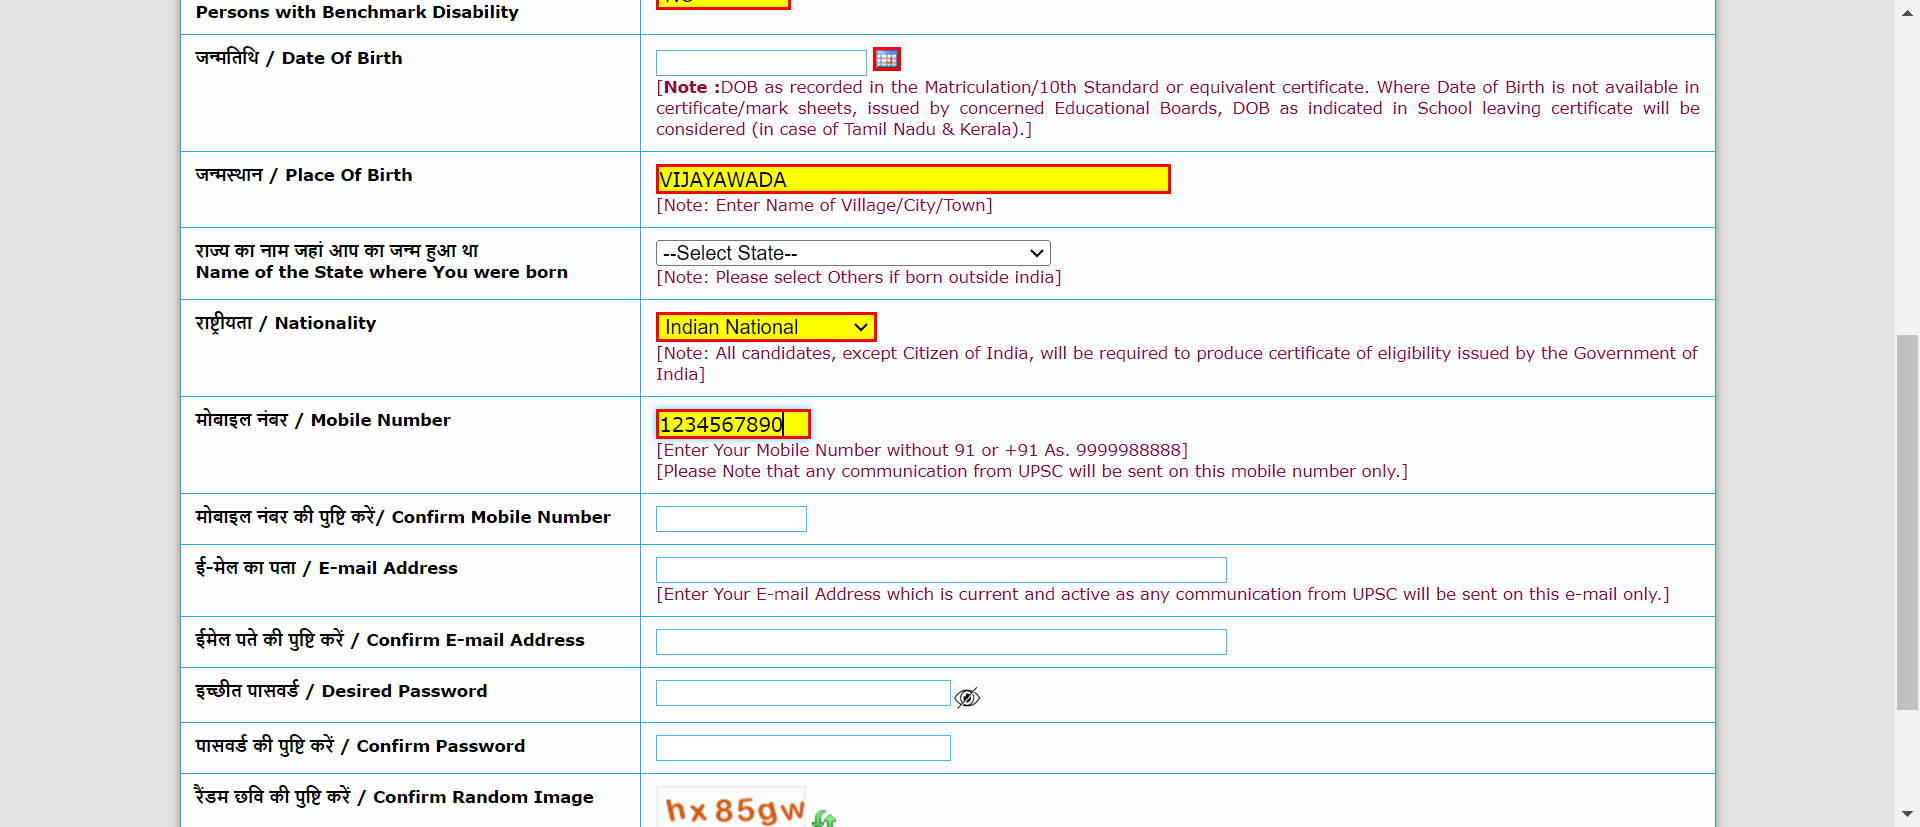 Persons with Benchmark Disability
जन्मतिथि / Date Of Birth
[Note :DOB as recorded in the Matriculation/10th Standard or equivalent certificate. Where Date of Birth is not available in
certificate/mark sheets, issued by concerned Educational Boards, DOB as indicated in School leaving certificate will be
considered (in case of Tamil Nadu & Kerala).]
जन्मस्थान / Place Of Birth
VIJAYAWADA
[Note: Enter Name of Village/City/Town]
राज्य का नाम जहां आप का जन्म हुआ था
Name of the State where You were born
--Select State--
[Note: Please select Others if born outside india]
राष्ट्रीयता / Nationality
Indian National
[Note: All candidates, except Citizen of India, will be required to produce certificate of eligibility issued by the Government of
India]
मोबाइल नंबर / Mobile Number
1234567890
[Enter Your Mobile Number without 91 or +91 As. 9999988888]
[Please Note that any communication from UPSC will be sent on this mobile number only.]
मोबाइल नंबर की पुष्टि करें/ Confirm Mobile Number
ई-मेल का पता / E-mail Address
[Enter Your E-mail Address which is current and active as any communication from UPSC will be sent on this e-mail only.]
ईमेल पते की पुष्टि करें / Confirm E-mail Address
इच्छीत पासवर्ड / Desired Password
पासवर्ड की पुष्टि करें / Confirm Password
रैंडम छवि की पुष्टि करें / Confirm Random Image
hx85gw